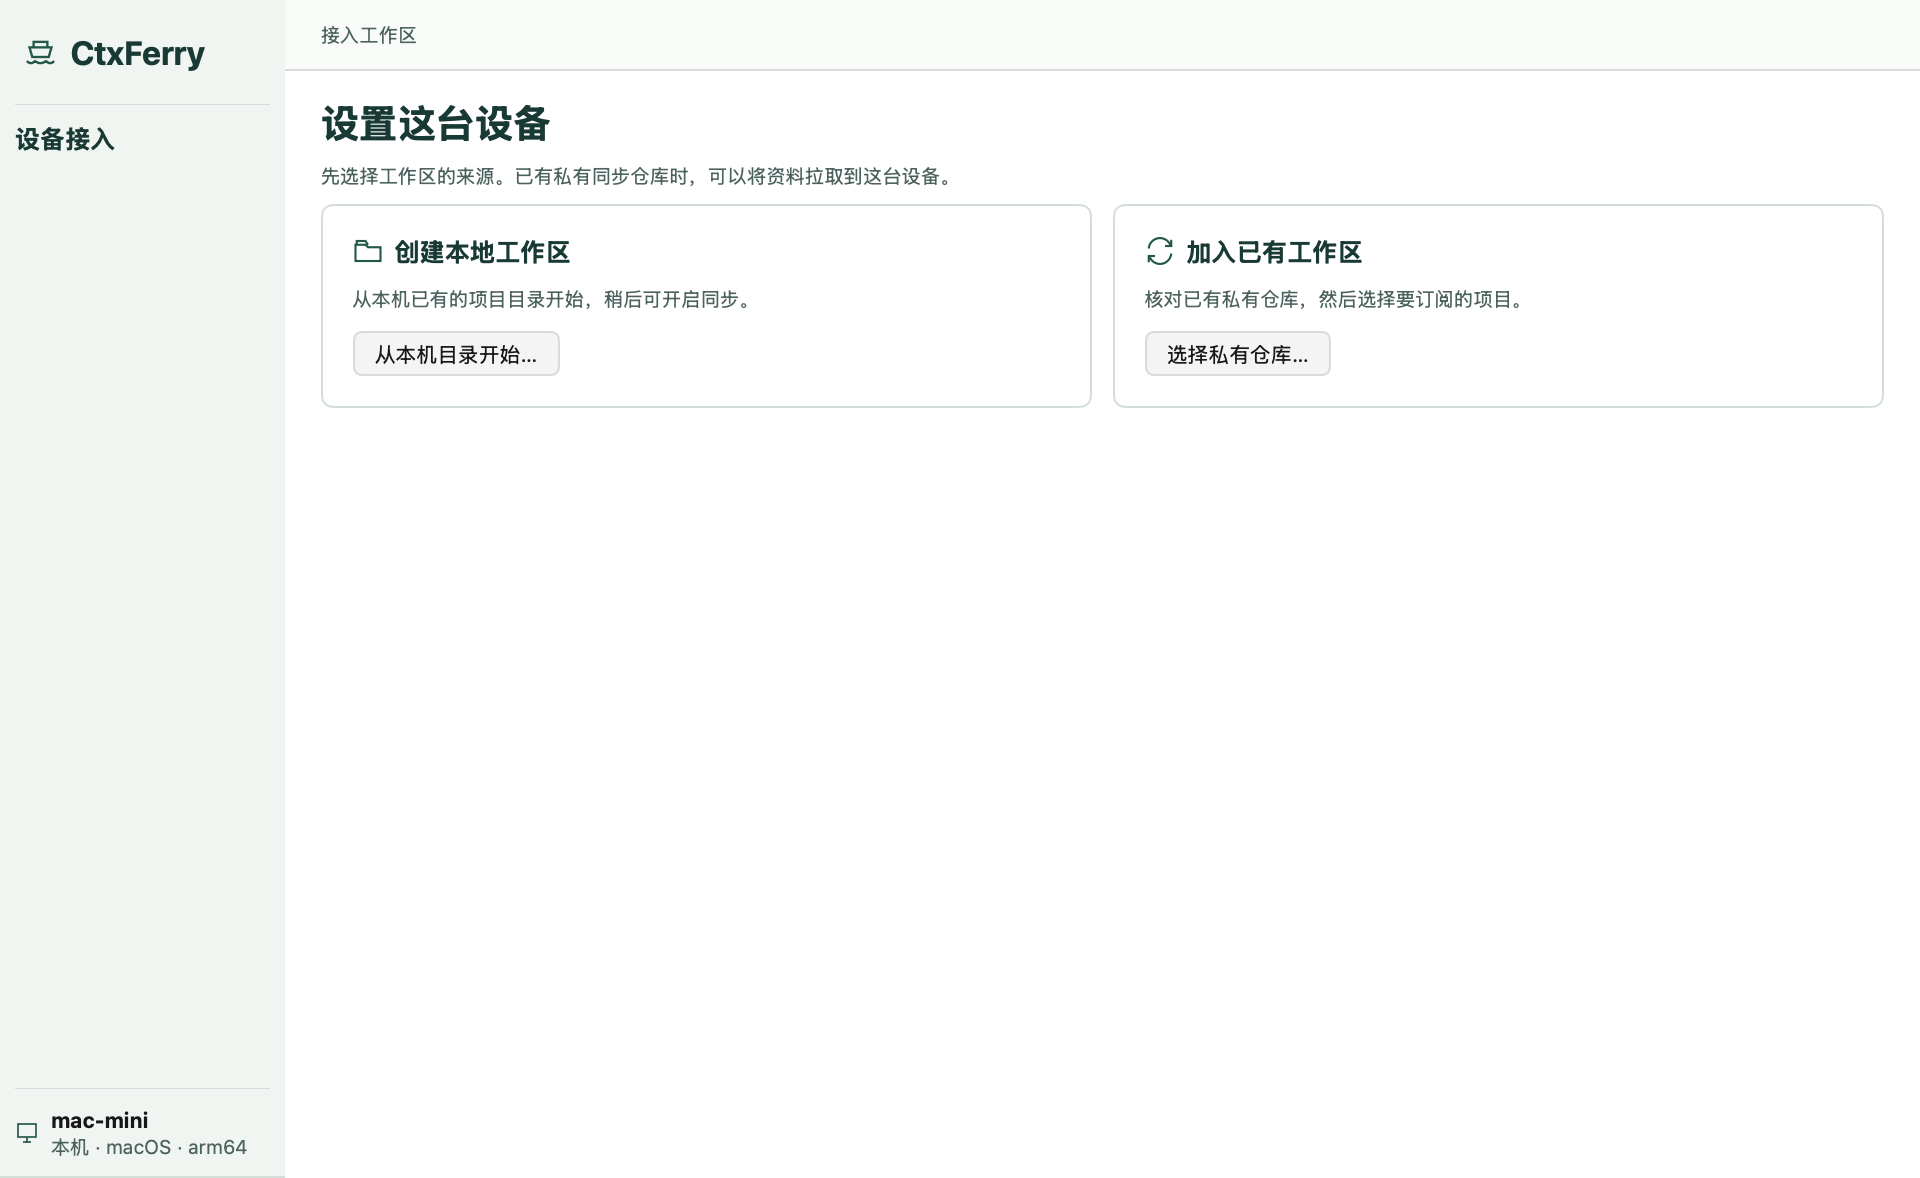 CtxFerry
设备接入
接入工作区
设置这台设备
先选择工作区的来源。已有私有同步仓库时，可以将资料拉取到这台设备。
创建本地工作区
从本机已有的项目目录开始，稍后可开启同步。
从本机目录开始...
加入已有工作区
核对已有私有仓库，然后选择要订阅的项目。
选择私有仓库...
mac-mini
本机 · macOS · arm64